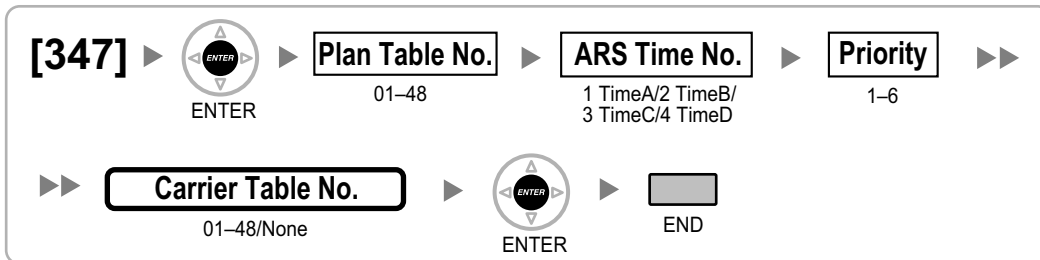 [347]
ENTER
ENTER
Plan Table No.
01–48
ARS Time No.
1 TimeA/2 TimeB/
3 TimeC/4 TimeD
Priority
1–6
Carrier Table No.
01–48/None
ENTER
ENTER
END